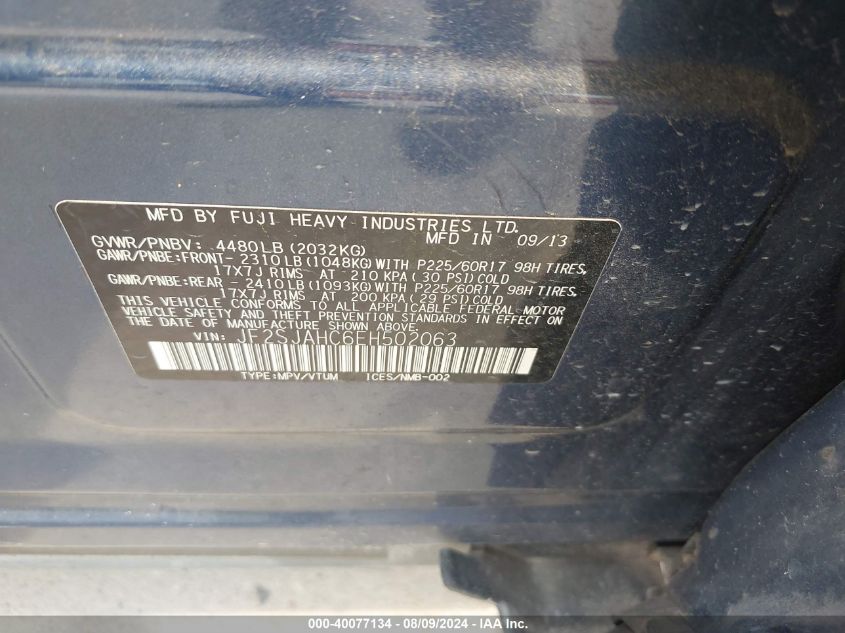 MFD BY FUJI HEAVY INDUSTRIES LTD.
MFD IN 09/13
GVWR/PNBV: 4480LB(2032KG)
GAWR/PNBE:FRONT- 2310LB(1048KG)WITH P225/60R17 98H TIRES,
17X7J RIMS AT 210 KPA(30 PSI)COLD
GAWR/PNBE:REAR - 2410LB(1093KG)WITH P225/60R17 98H TIRES,
17X7J RIMS AT 200 KPA(29 PSI)COLD
THIS VEHICLE CONFORMS TO ALL APPLICABLE FEDERAL MOTOR
VEHICLE SAFETY AND THEFT PREVENTION STANDARDS IN EFFECT ON
THE DATE OF MANUFACTURE SHOWN ABOVE.
VIN: JF2SJAHC6EH502063
TYPE:MPV/VTUM ICES/NMB-002
000-40077134 - 08/09/2024 - IAA, Inc.